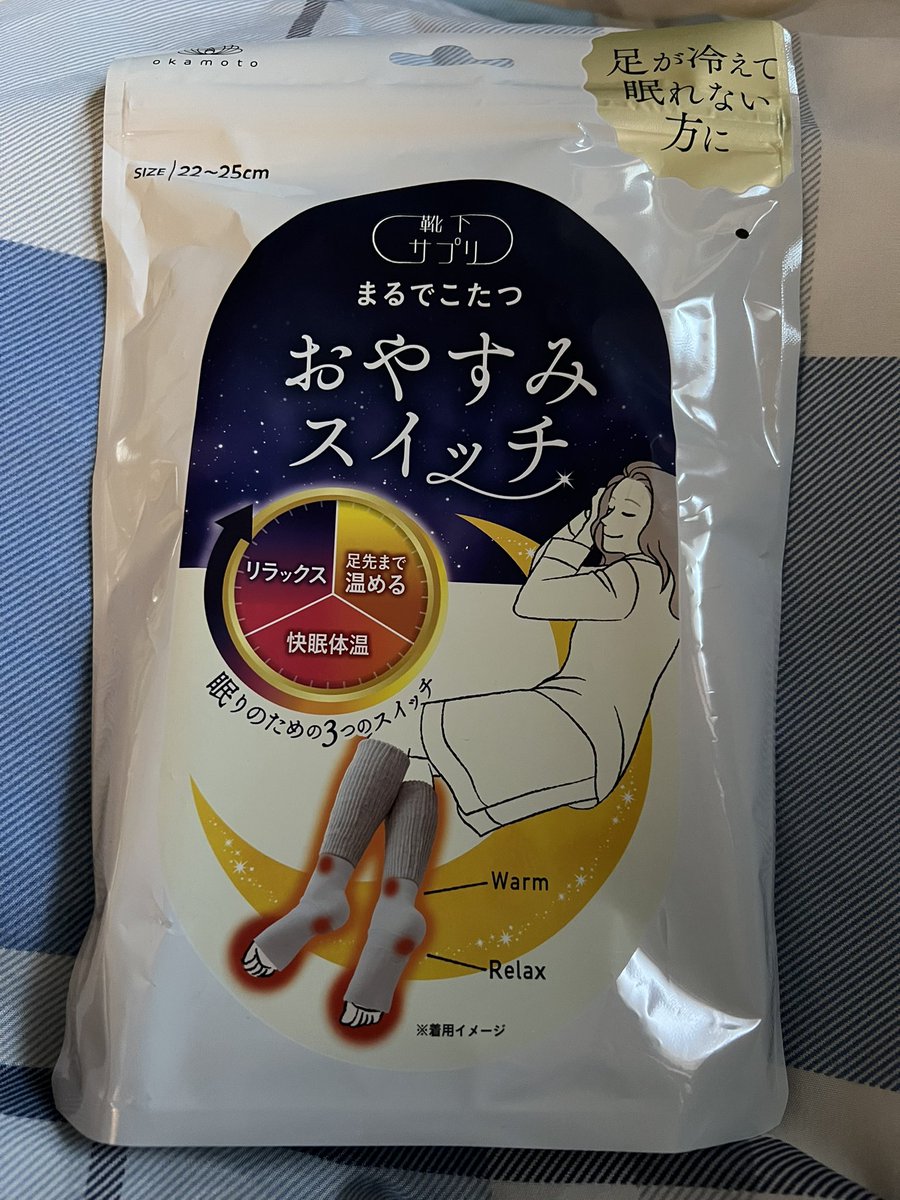 okamoto
足が冷えて
眠れない
方に
SIZE/22~25cm
靴下
サプリ
まるでこたつ
おやすみ
スイッチ
リラックス
足先まで
温める
快眠体温
眠りのための3つのスイッチ
Warm
Relax
※着用イメージ